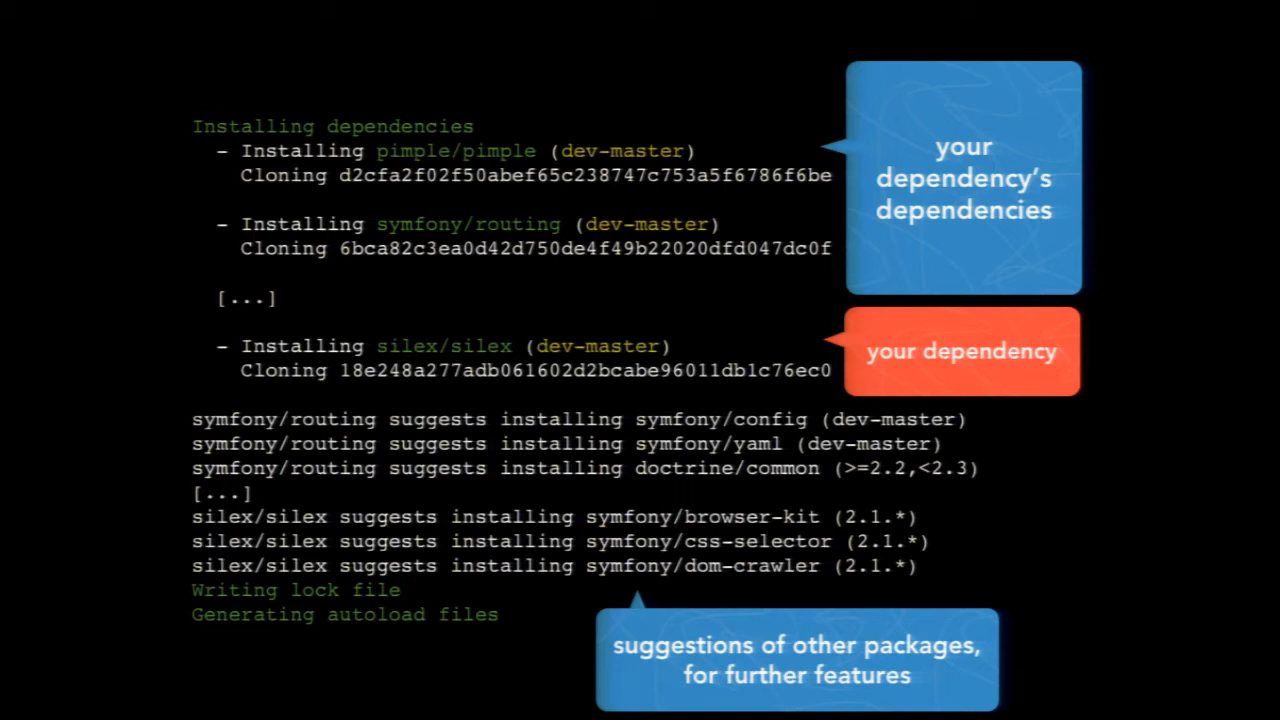 Installing dependencies
- Installing pimple/pimple (dev-master)
Cloning d2cfa2f02f50abef65c238747c753a5f6786f6be
- Installing symfony/routing (dev-master)
Cloning 6bca82c3ea0d42d750de4f49b22020dfd047dc0f
[...]
- Installing silex/silex (dev-master)
Cloning 18e248a277adb061602d2bcabe96011db1c76ec0
symfony/routing suggests installing symfony/config (dev-master)
symfony/routing suggests installing symfony/yaml (dev-master)
symfony/routing suggests installing doctrine/common (>=2.2,<2.3)
[...]
silex/silex suggests installing symfony/browser-kit (2.1.*)
silex/silex suggests installing symfony/css-selector (2.1.*)
silex/silex suggests installing symfony/dom-crawler (2.1.*)
Writing lock file
Generating autoload files
your
dependency’s
dependencies
your dependency
suggestions of other packages,
for further features